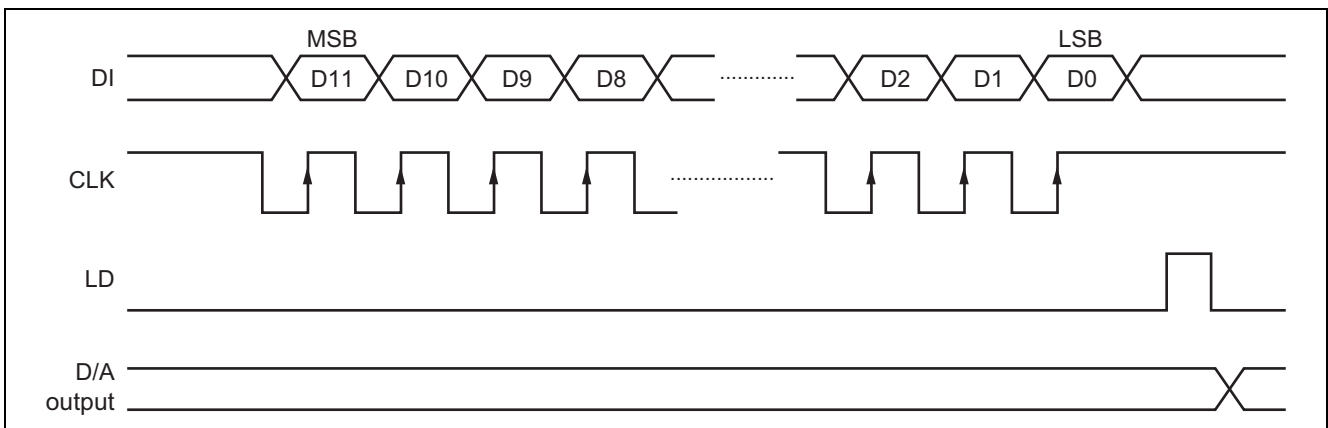 MSB LSB
DI D11 D10 D9 D8 ............. D2 D1 D0
CLK ..................
LD
D/A
output